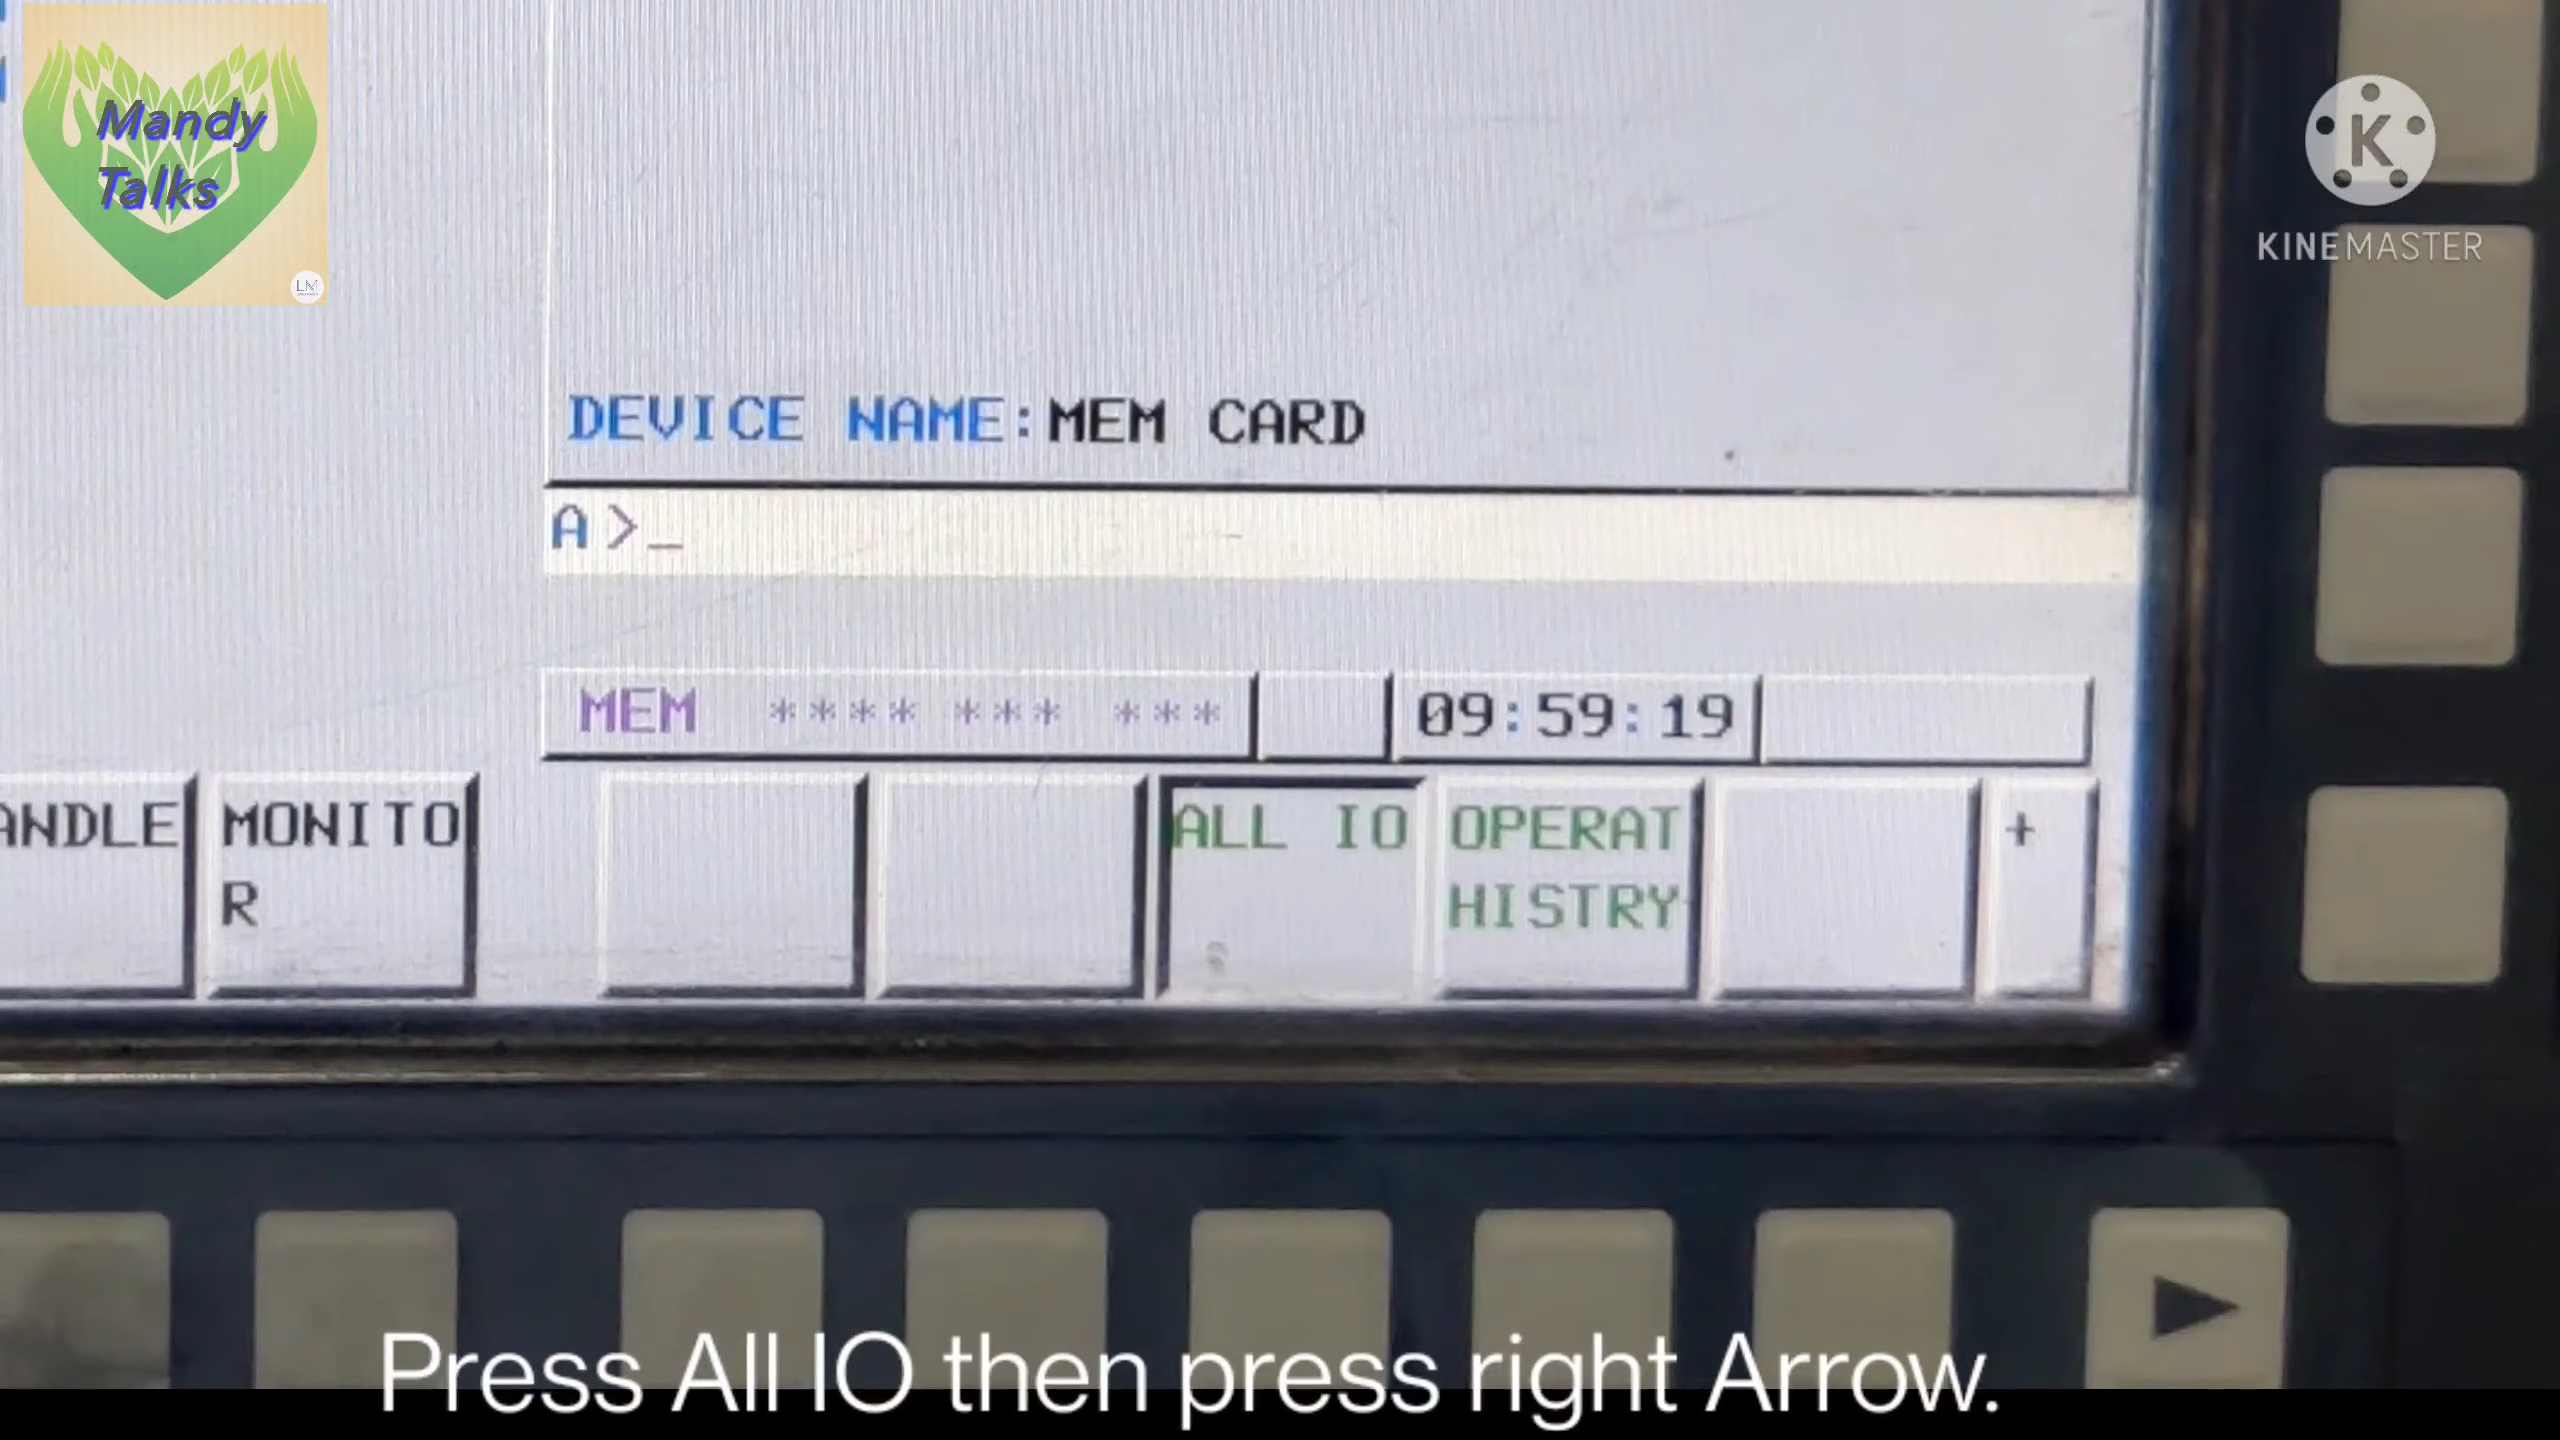 Mandy
Talks
LM
K
KINEMASTER
DEVICE NAME:MEM CARD
A>_
MEM **** *** ***
09:59:19
ANDLE
MONITO
R
ALL IO
OPERAT
HISTRY
+
Press All IO then press right Arrow.